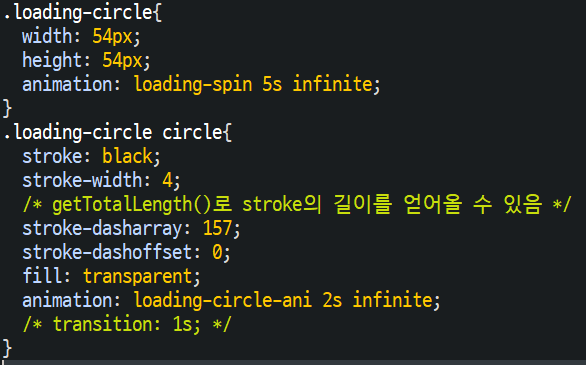 .loading-circle{
width: 54px;
height: 54px;
animation: loading-spin 5s infinite;
}
.loading-circle circle{
stroke: black;
stroke-width: 4;
/* getTotalLength()로 stroke의 길이를 얻어올 수 있음 */
stroke-dasharray: 157;
stroke-dashoffset: 0;
fill: transparent;
animation: loading-circle-ani 2s infinite;
/* transition: 1s; */
}